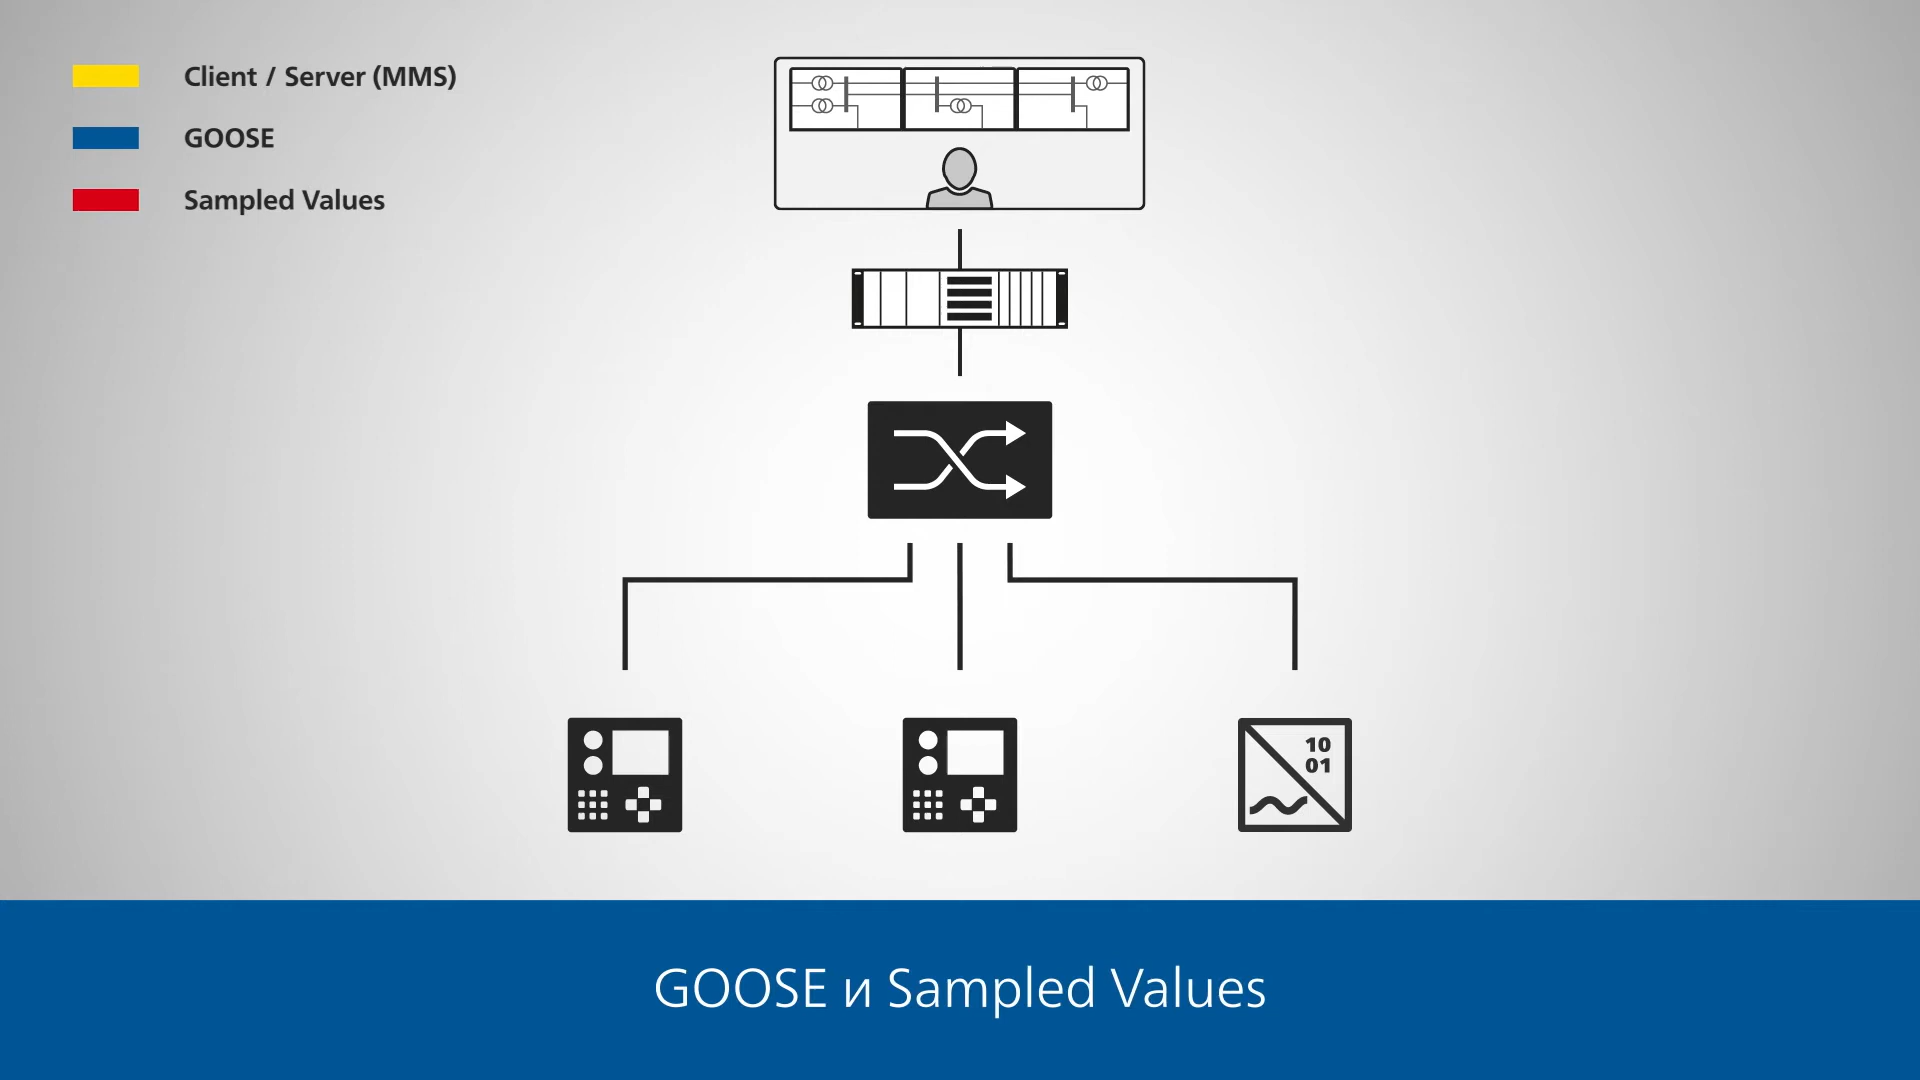 Client / Server (MMS)
GOOSE
Sampled Values
10
01
GOOSE и Sampled Values